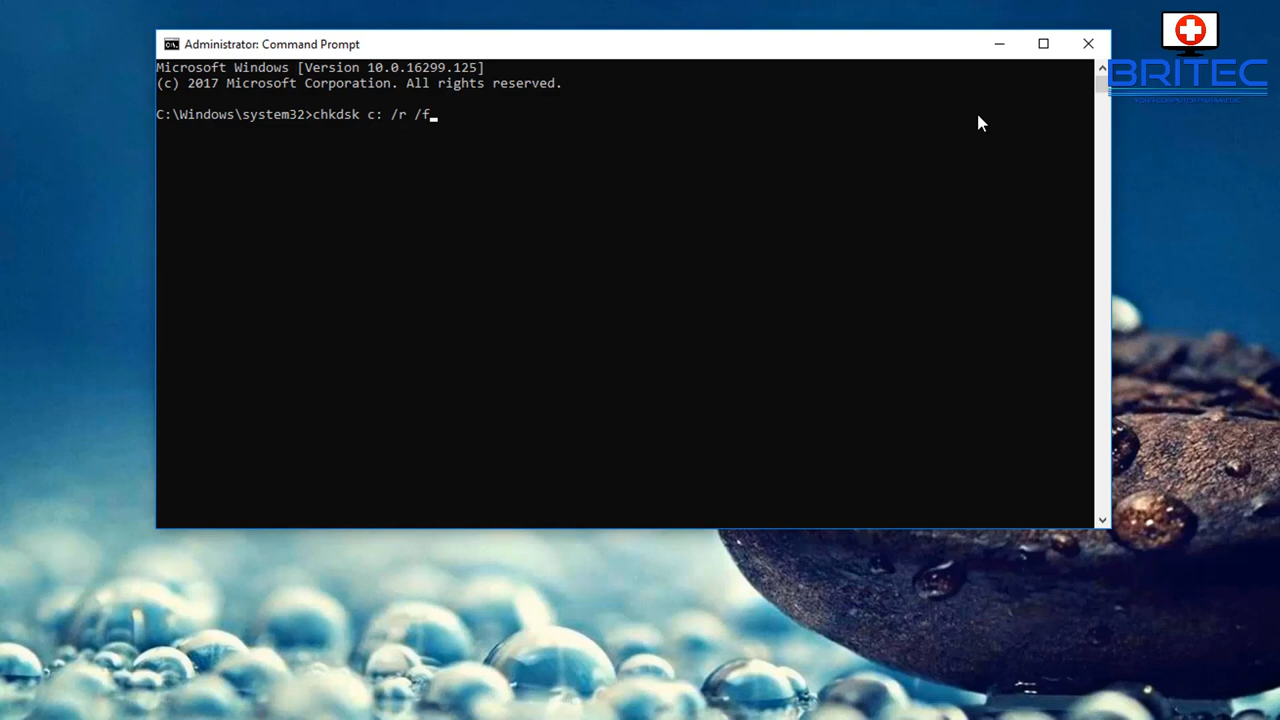 Administrator: Command Prompt
Microsoft Windows [Version 10.0.16299.125]
(c) 2017 Microsoft Corporation. All rights reserved.
C:\Windows\system32>chkdsk c: /r /f
BRITEC